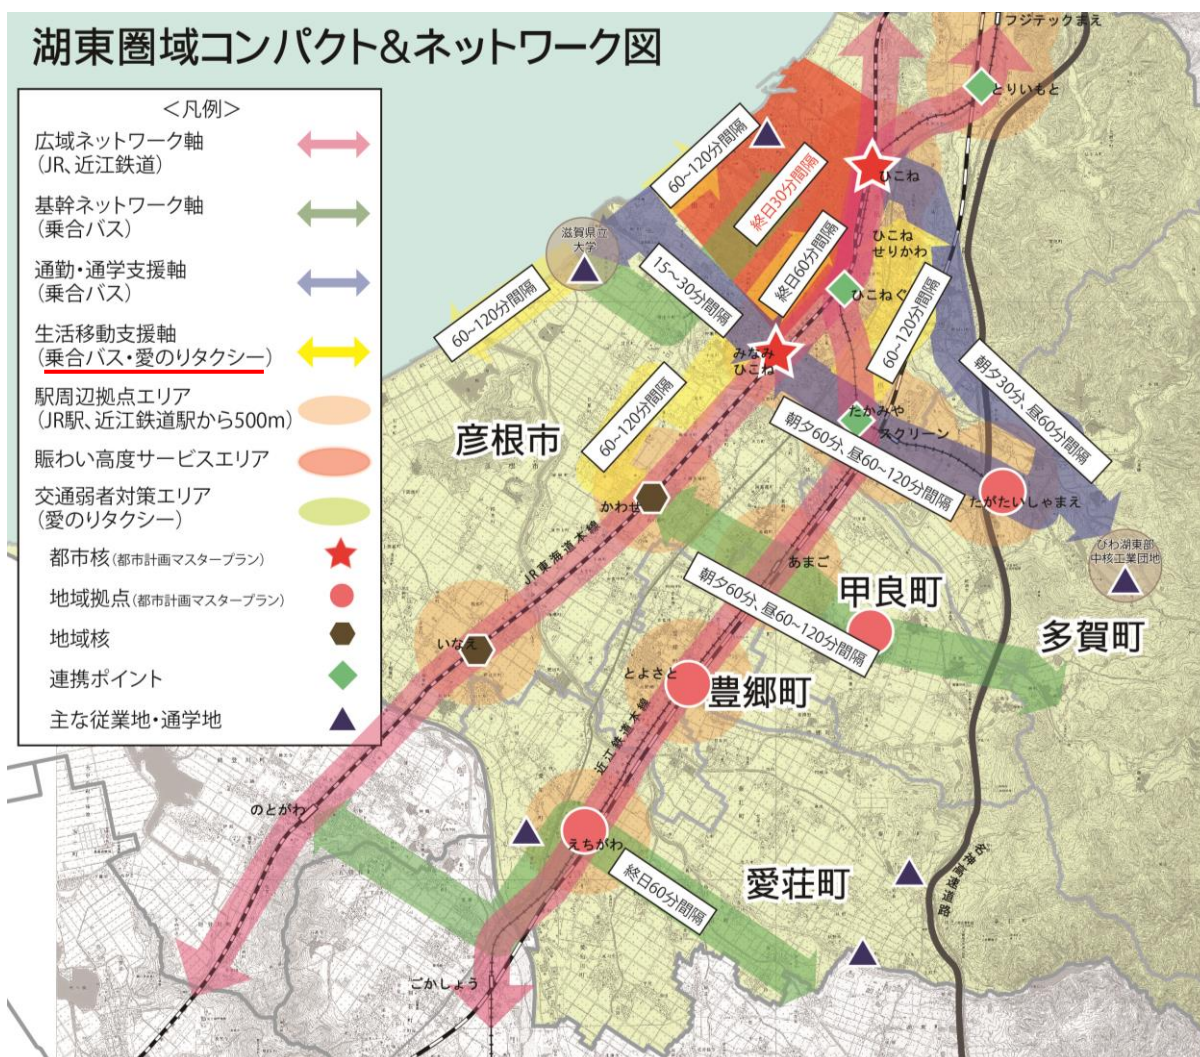 湖東圏域コンパクト&ネットワーク図
＜凡例＞
広域ネットワーク軸
(JR、近江鉄道)
基幹ネットワーク軸
(乗合バス)
通勤・通学支援軸
(乗合バス)
生活移動支援軸
(乗合バス・愛のりタクシー)
駅周辺拠点エリア
(JR駅、近江鉄道駅から500m)
賑わい高度サービスエリア
交通弱者対策エリア
(愛のりタクシー)
都市核(都市計画マスタープラン)
地域拠点(都市計画マスタープラン)
地域核
連携ポイント
主な従業地・通学地
フジテックまえ
とりいもと
60~120分間隔
終日30分間隔
ひこね
滋賀県立
大学
ひこね
せりかわ
15~30分間隔
終日60分間隔
ひこねぐ
60~120分間隔
60~120分間隔
みなみ
ひこね
朝夕30分、昼60分間隔
60~120分間隔
たかみや
スクリーン
朝夕60分、昼60~120分間隔
彦根市
かわせ
たがたいしゃまえ
JR東海道本線
びわ湖東部
中核工業団地
あまご
甲良町
朝夕60分、昼60~120分間隔
多賀町
いなえ
とよさと
豊郷町
近江鉄道本線
のとがわ
えちがわ
終日60分間隔
愛荘町
名神高速道路
ごかしょう